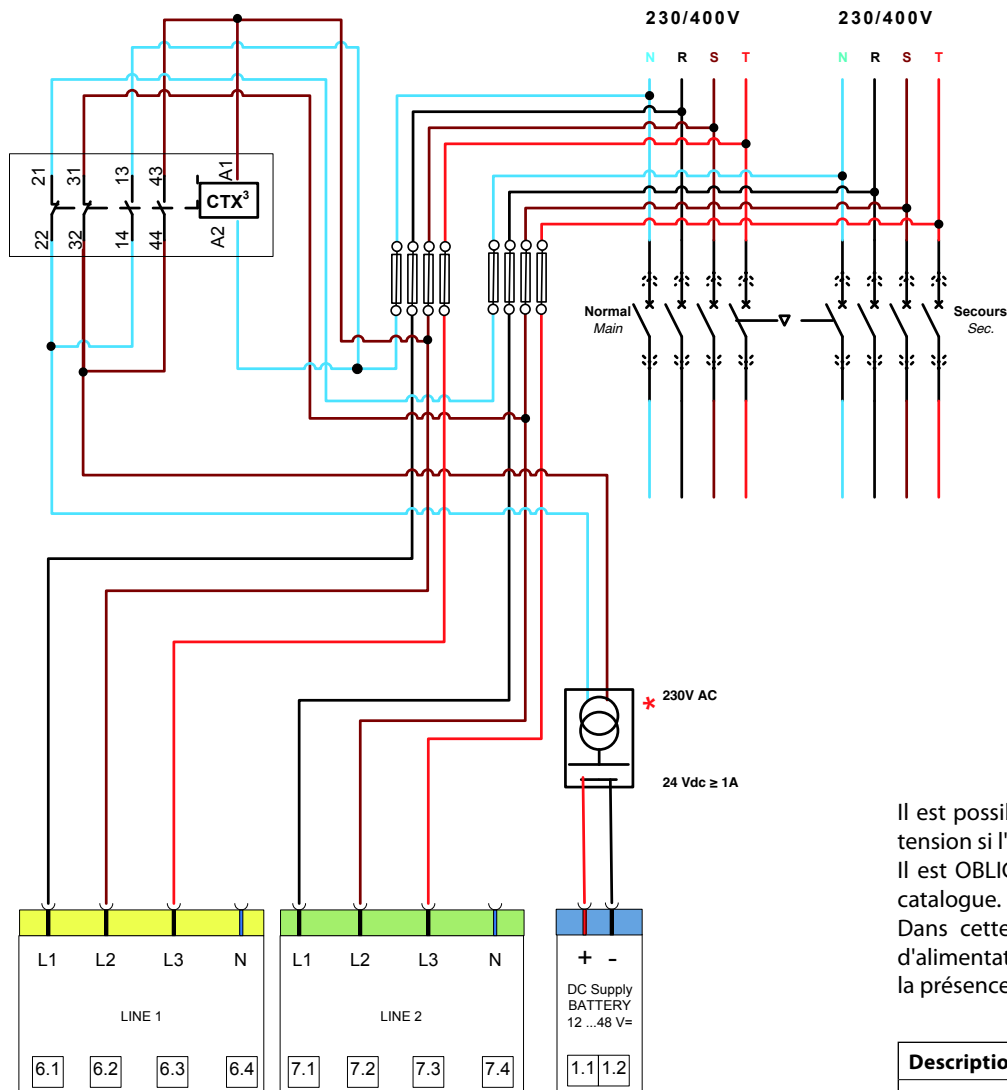 230/400V 230/400V
N R S T N R S T
21 31 13 43 A1
CTX³
22 32 14 44 A2
Normal
Main
Secours
Sec.
* 230V AC
24 Vdc ≥ 1A
Il est possil
tension si l'
Il est OBLIG
catalogue.
Dans cette
d'alimentat
la présence
Description
L1 L2 L3 N
LINE 1
6.1 6.2 6.3 6.4
L1 L2 L3 N
LINE 2
7.1 7.2 7.3 7.4
+ -
DC Supply
BATTERY
12 ...48 V=
1.1 1.2